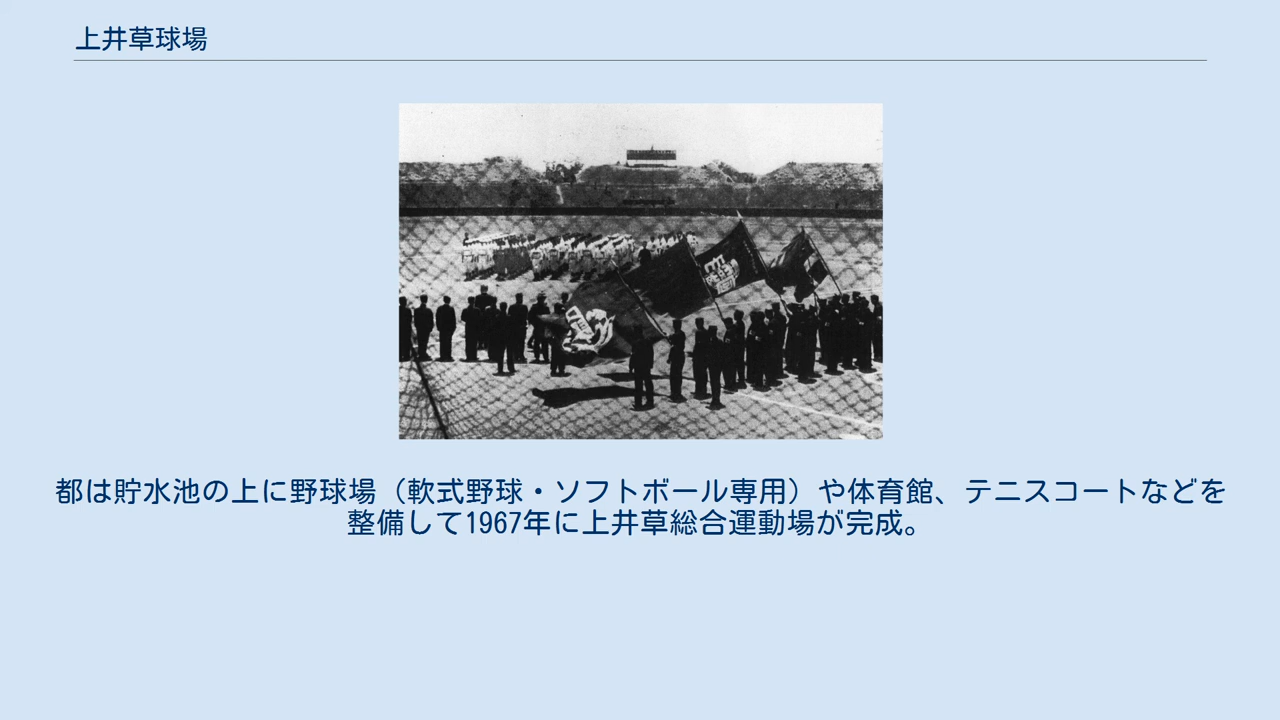 上井草球場
都は貯水池の上に野球場（軟式野球・ソフトボール専用）や体育館、テニスコートなどを
整備して1967年に上井草総合運動場が完成。